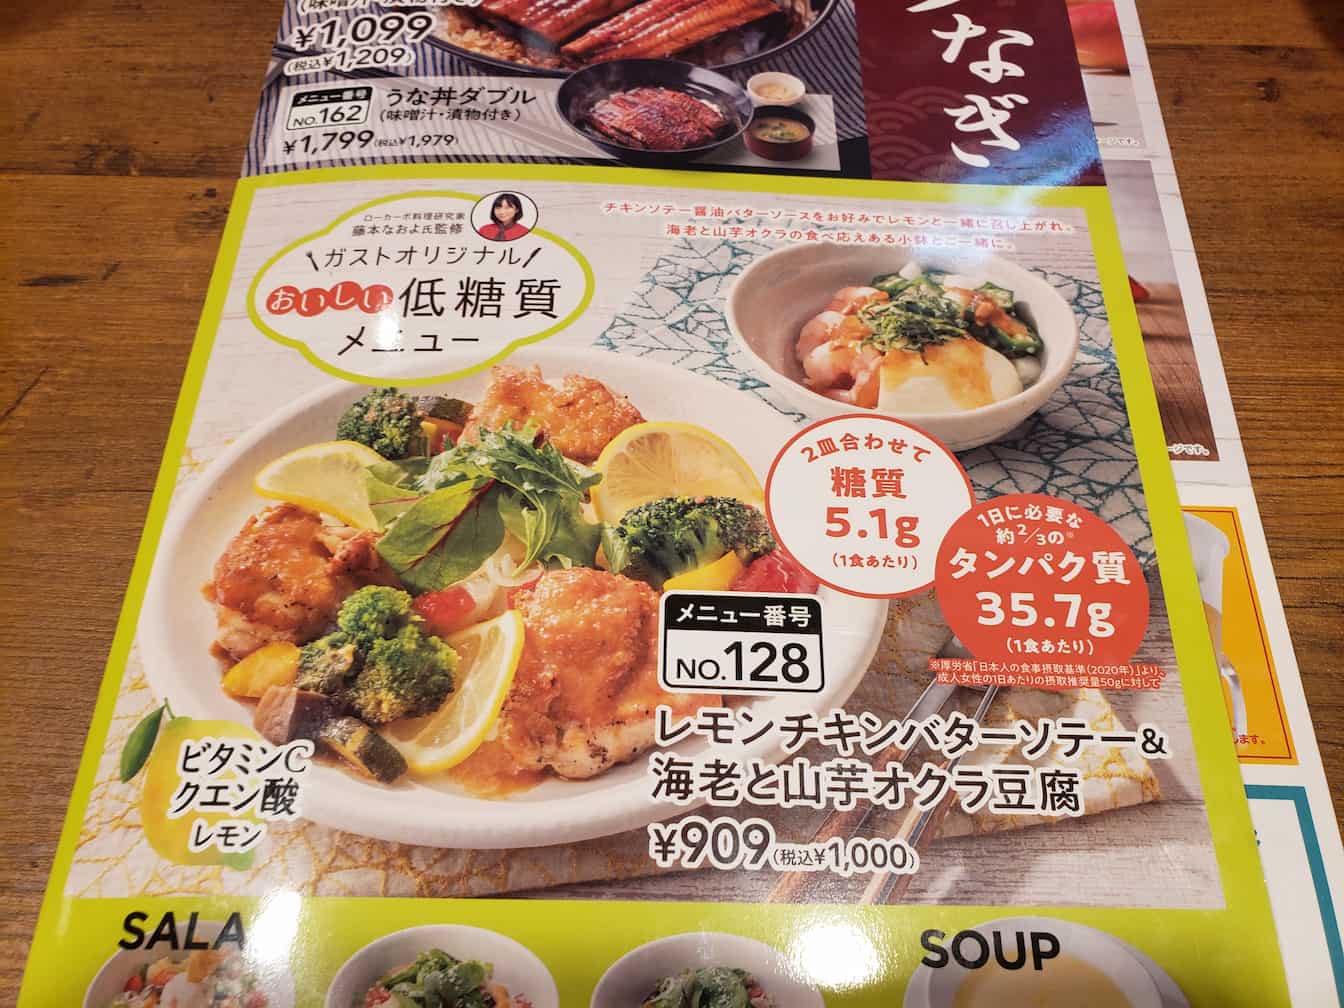 ¥1,099
(税込¥1,209)
メニュー番号
NO.162
うな丼ダブル
(味噌汁・漬物付き)
¥1,799(税込¥1,979)
なぎ
ローカーボ料理研究家
藤本なおよ氏監修
ガストオリジナル
おいしい低糖質
メニュー
チキンソテー醤油バターソースをお好みでレモンと一緒に召し上がれ。
海老と山芋オクラの食べ応えある小鉢とご一緒に。
2皿合わせて
糖質
5.1g
(1食あたり)
1日に必要な
約2/3の※
タンパク質
35.7g
(1食あたり)
※厚労省「日本人の食事摂取基準(2020年)」より、
成人女性の1日あたりの摂取推奨量50gに対して
メニュー番号
NO.128
レモンチキンバターソテー&
海老と山芋オクラ豆腐
¥909(税込¥1,000)
ビタミンC
クエン酸
レモン
SALA
SOUP
ージです。
ージです。
します。